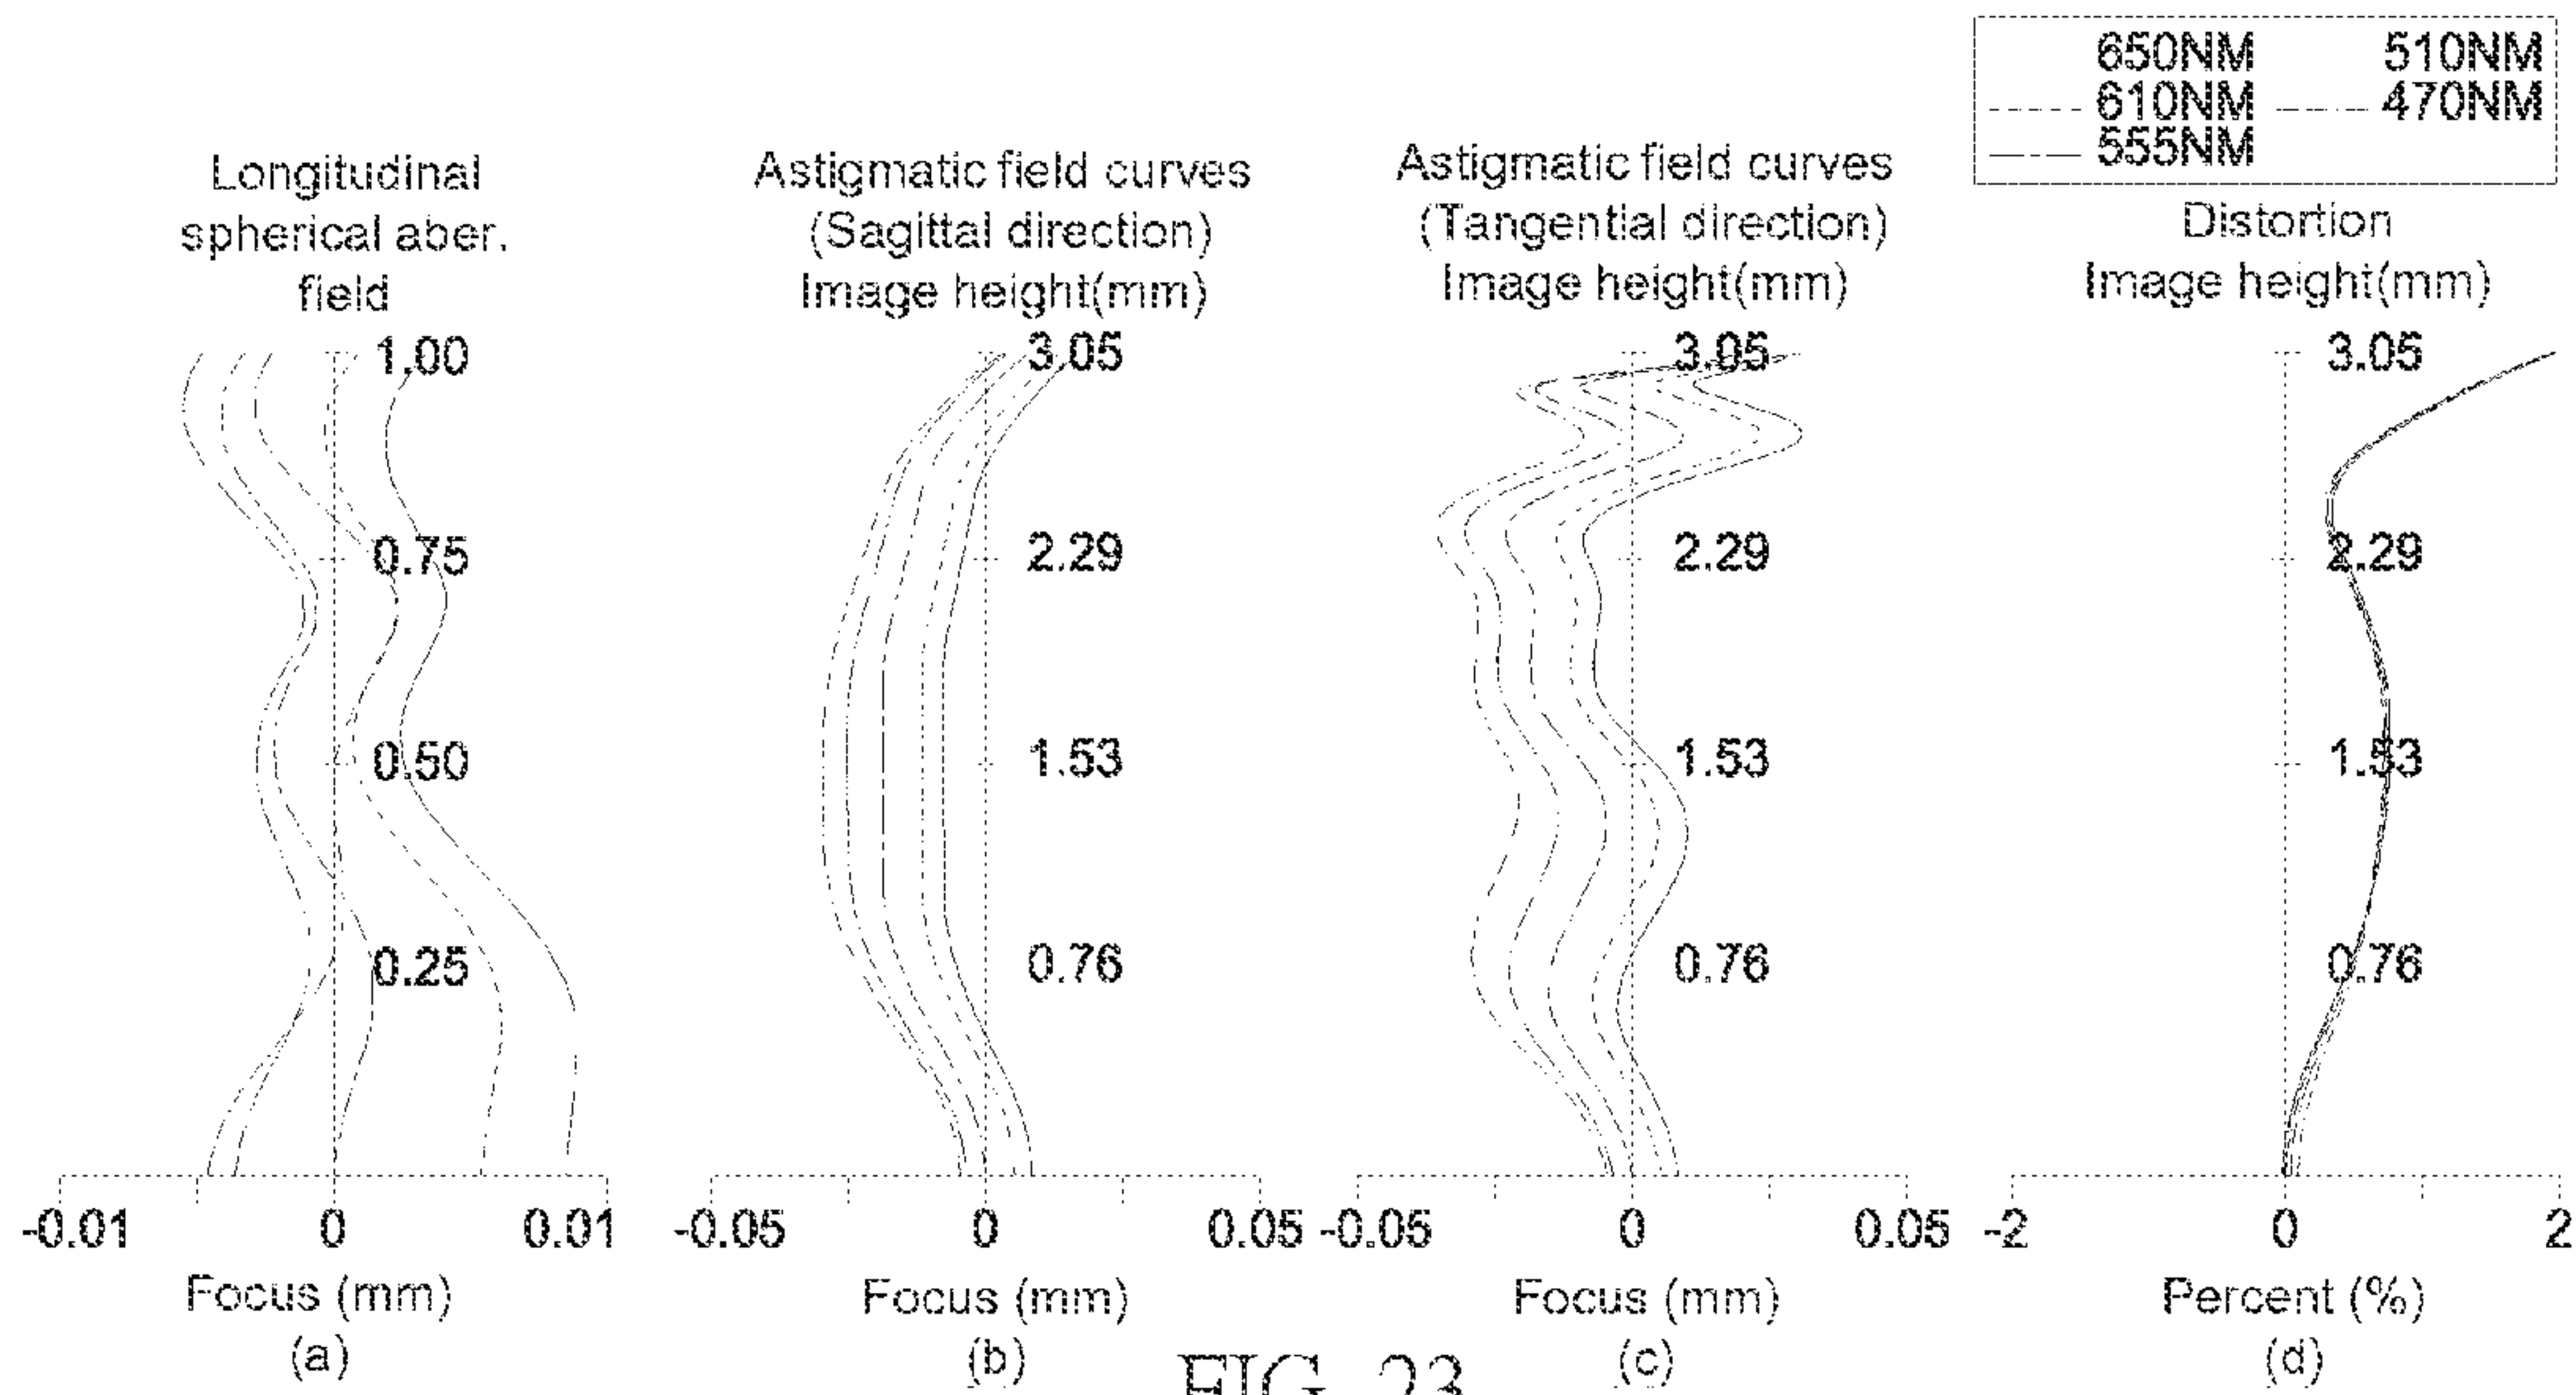 650NM 510NM
610NM 470NM
555NM
Longitudinal
spherical aber.
field
1.00
0.75
0.50
0.25
-0.01 0 0.01
Focus (mm)
(a)
Astigmatic field curves
(Sagittal direction)
Image height(mm)
3.05
2.29
1.53
0.76
-0.05 0 0.05
Focus (mm)
(b)
Astigmatic field curves
(Tangential direction)
Image height(mm)
3.05
2.29
1.53
0.76
-0.05 0 0.05
Focus (mm)
(c)
Distortion
Image height(mm)
3.05
2.29
1.53
0.76
-2 0 2
Percent (%)
(d)
FIG. 23